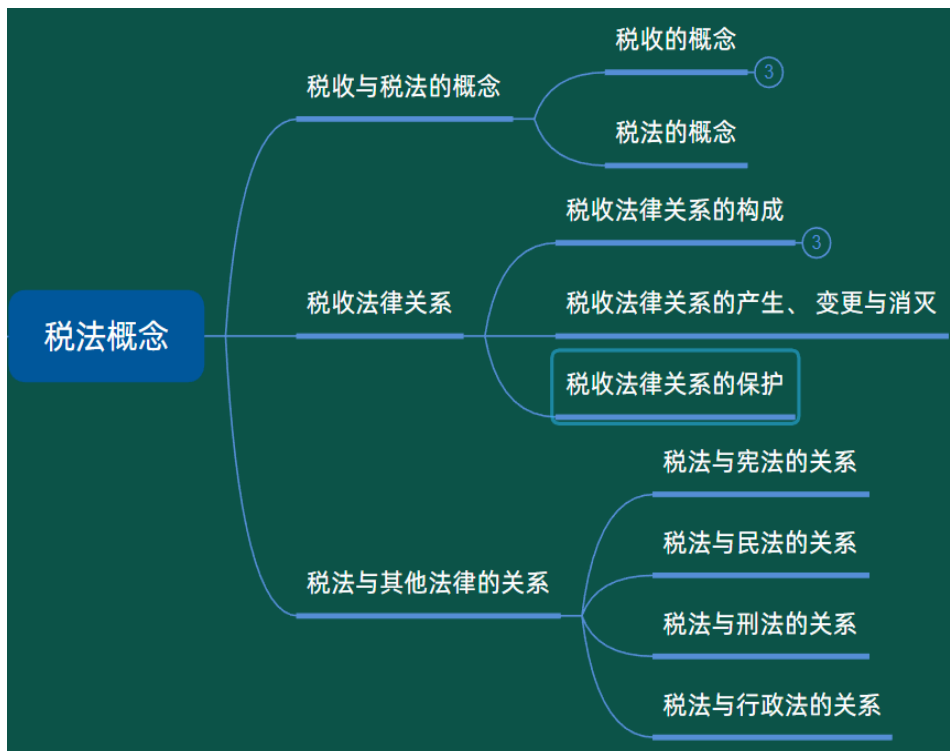 税法概念
税收与税法的概念
税收的概念
3
税法的概念
税收法律关系
税收法律关系的构成
3
税收法律关系的产生、变更与消灭
税收法律关系的保护
税法与其他法律的关系
税法与宪法的关系
税法与民法的关系
税法与刑法的关系
税法与行政法的关系